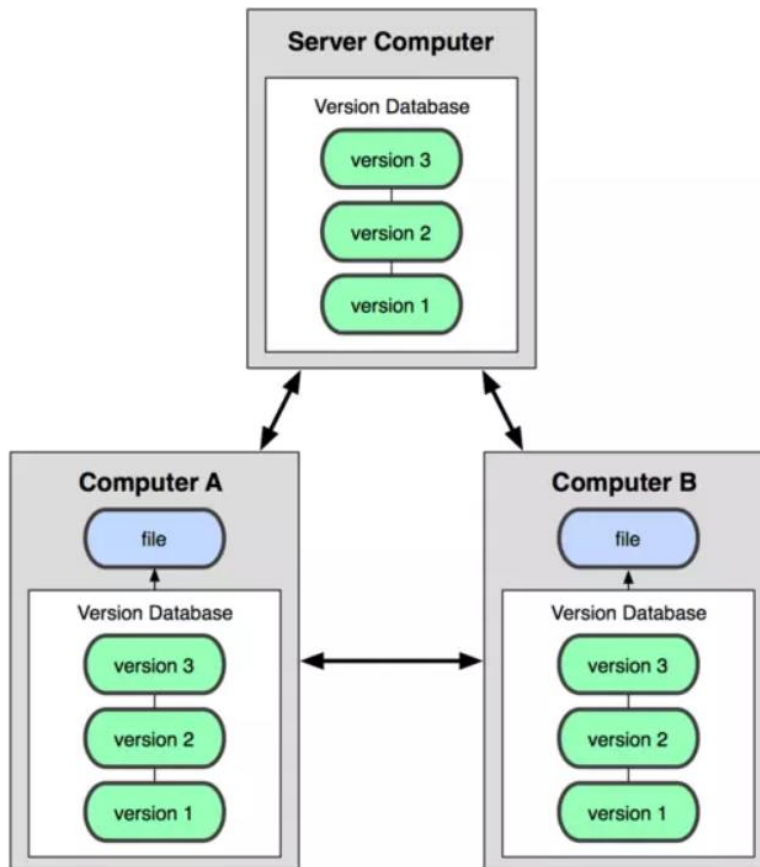 Server Computer
Version Database
version 3
version 2
version 1
Computer A
file
Version Database
version 3
version 2
version 1
Computer B
file
Version Database
version 3
version 2
version 1